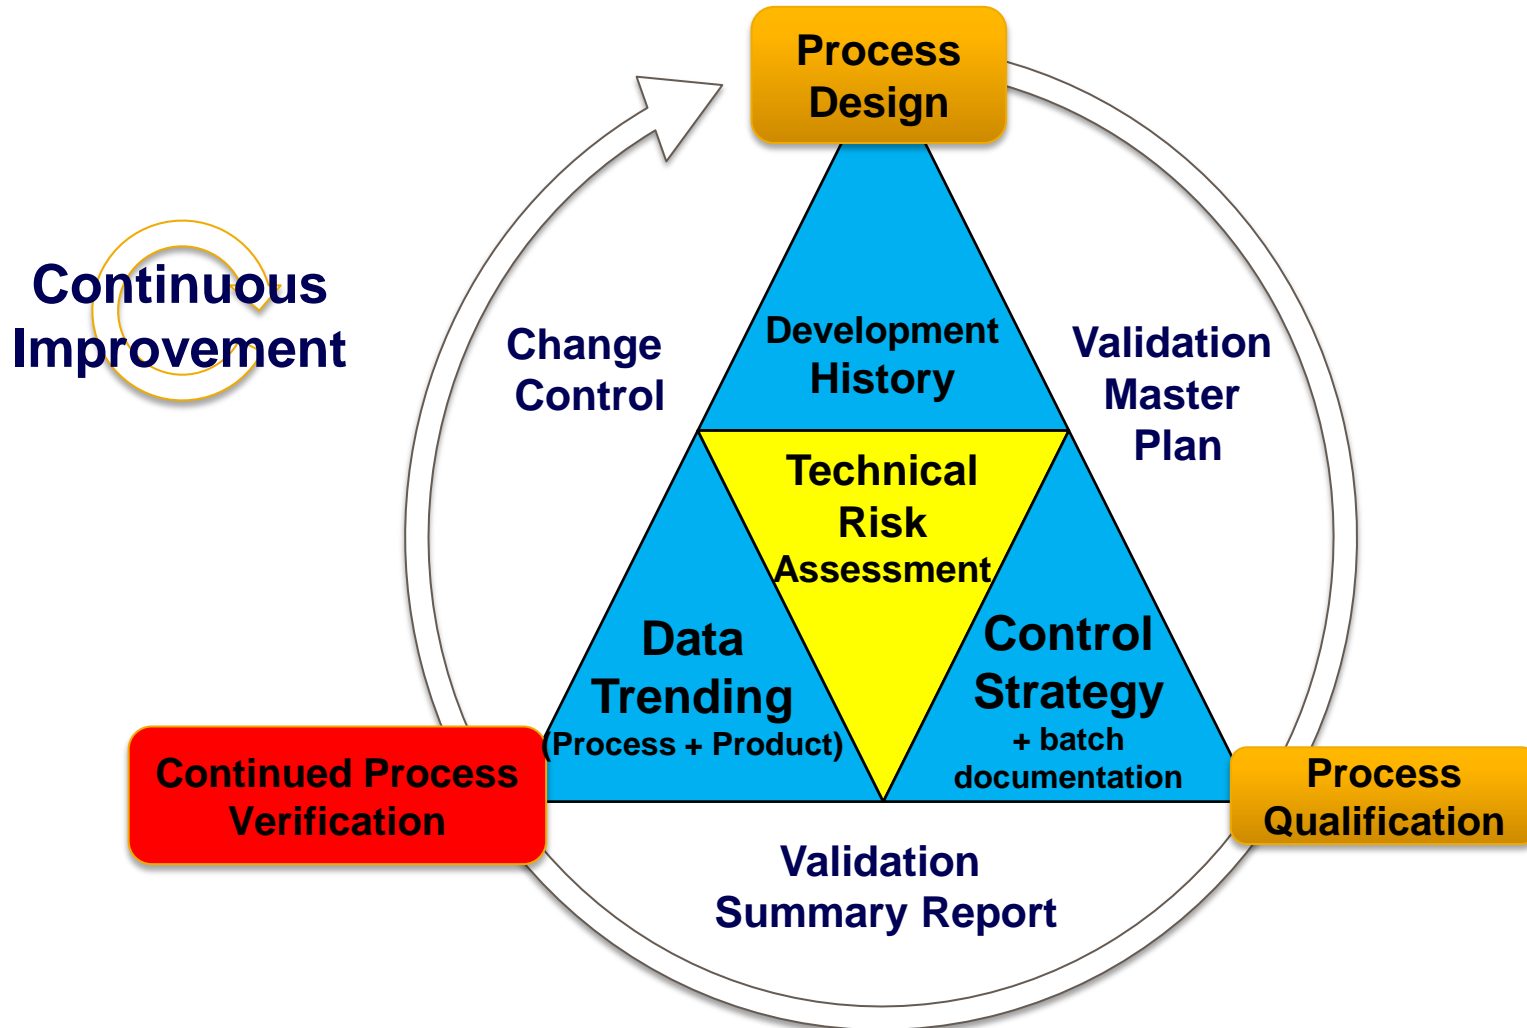 Process
Design
Continuous
Improvement
Change
Control
Development
History
Validation
Master
Plan
Technical
Risk
Assessment
Data
Trending
(Process + Product)
Control
Strategy
+ batch
documentation
Continued Process
Verification
Process
Qualification
Validation
Summary Report